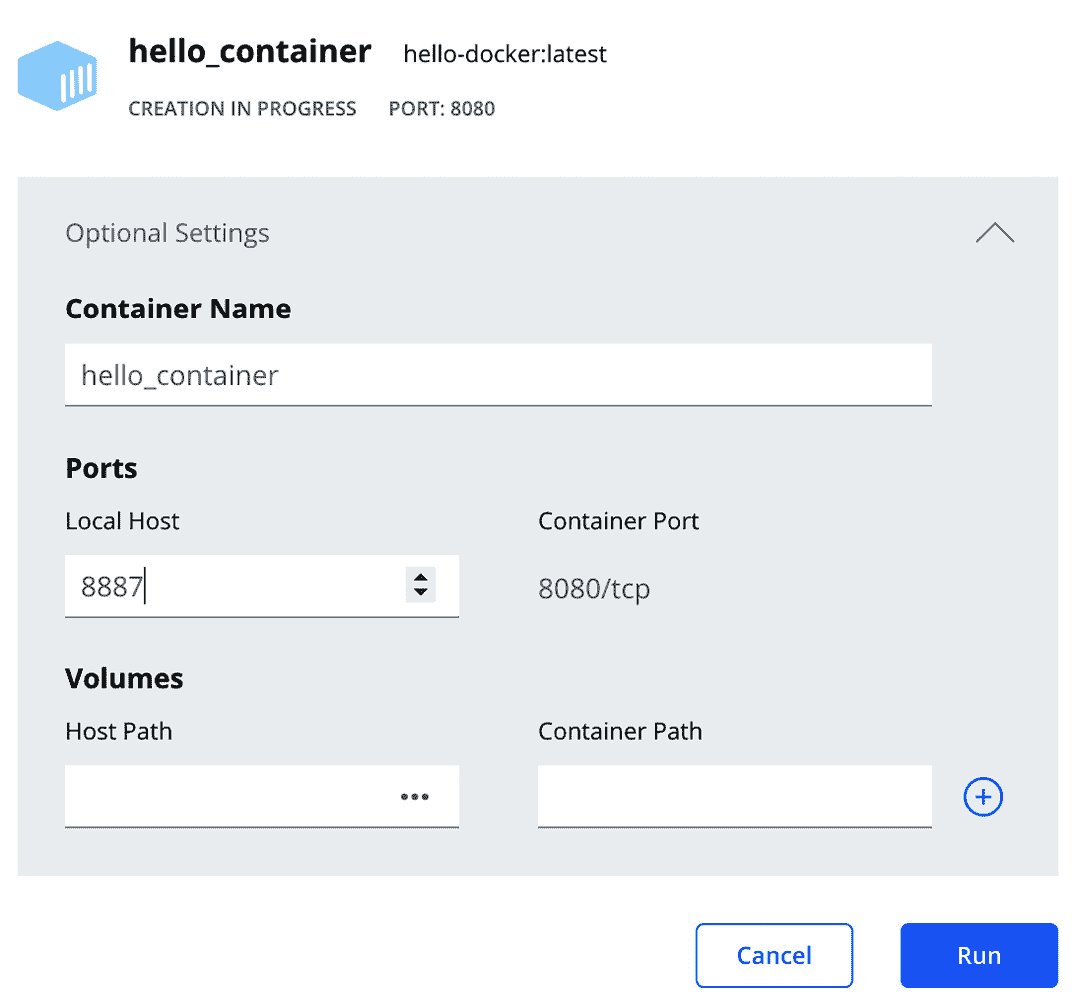 hello_container hello-docker:latest
CREATION IN PROGRESS PORT: 8080
Optional Settings
Container Name
hello_container
Ports
Local Host Container Port
8887 8080/tcp
Volumes
Host Path Container Path
Cancel Run